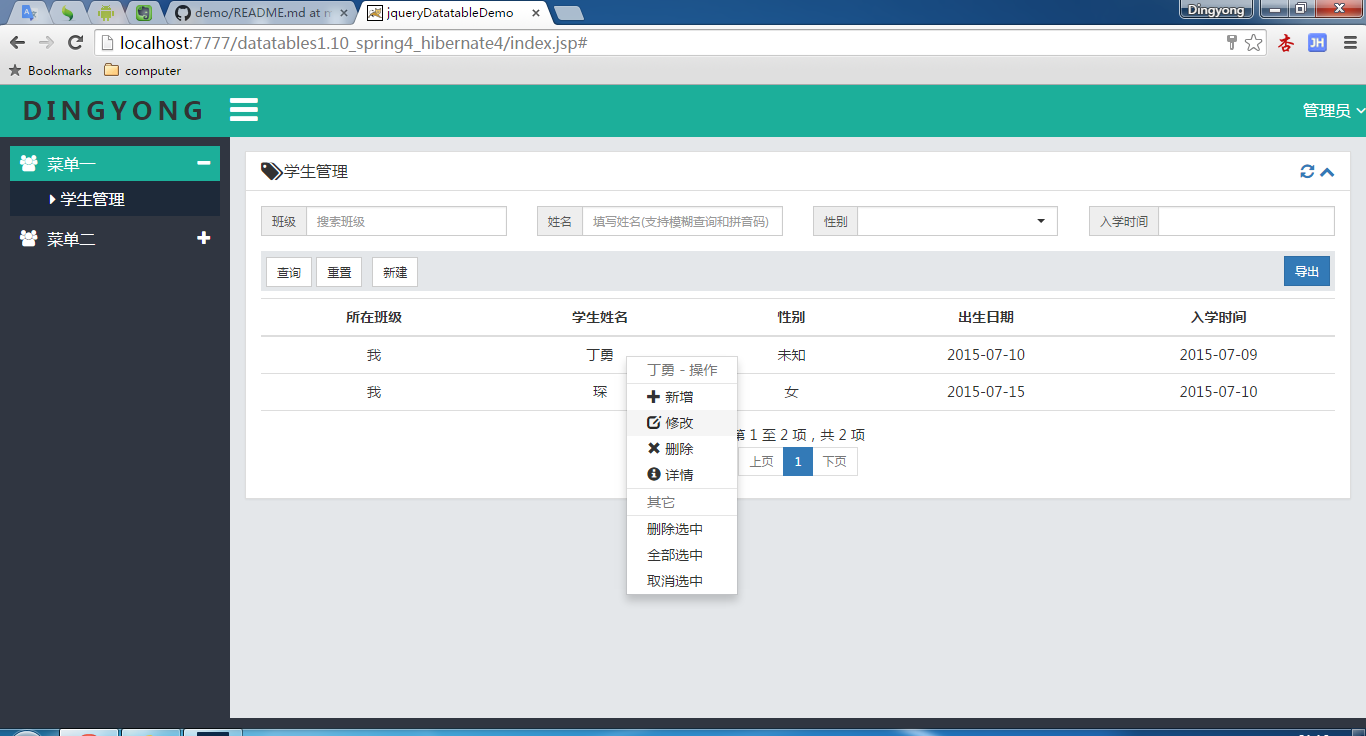 demo/README.md at m
jqueryDatatableDemo
Dingyong
localhost:7777/datatables1.10_spring4_hibernate4/index.jsp#
Bookmarks computer
DINGYONG
管理员
菜单一
学生管理
菜单二
学生管理
班级 搜索班级 姓名 填写姓名(支持模糊查询和拼音码) 性别 入学时间
查询 重置 新建 导出
所在班级 学生姓名 性别 出生日期 入学时间
我 丁勇 未知 2015-07-10 2015-07-09
我 琛 女 2015-07-15 2015-07-10
第 1 至 2 项，共 2 项
上页 1 下页
丁勇 - 操作
新增
修改
删除
详情
其它
删除选中
全部选中
取消选中